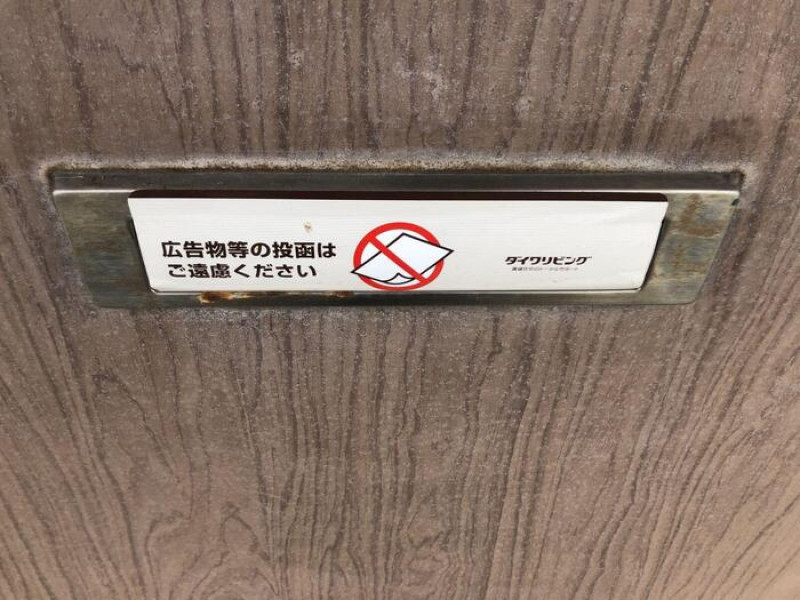 広告物等の投函は
ご遠慮ください
ダイワリビング